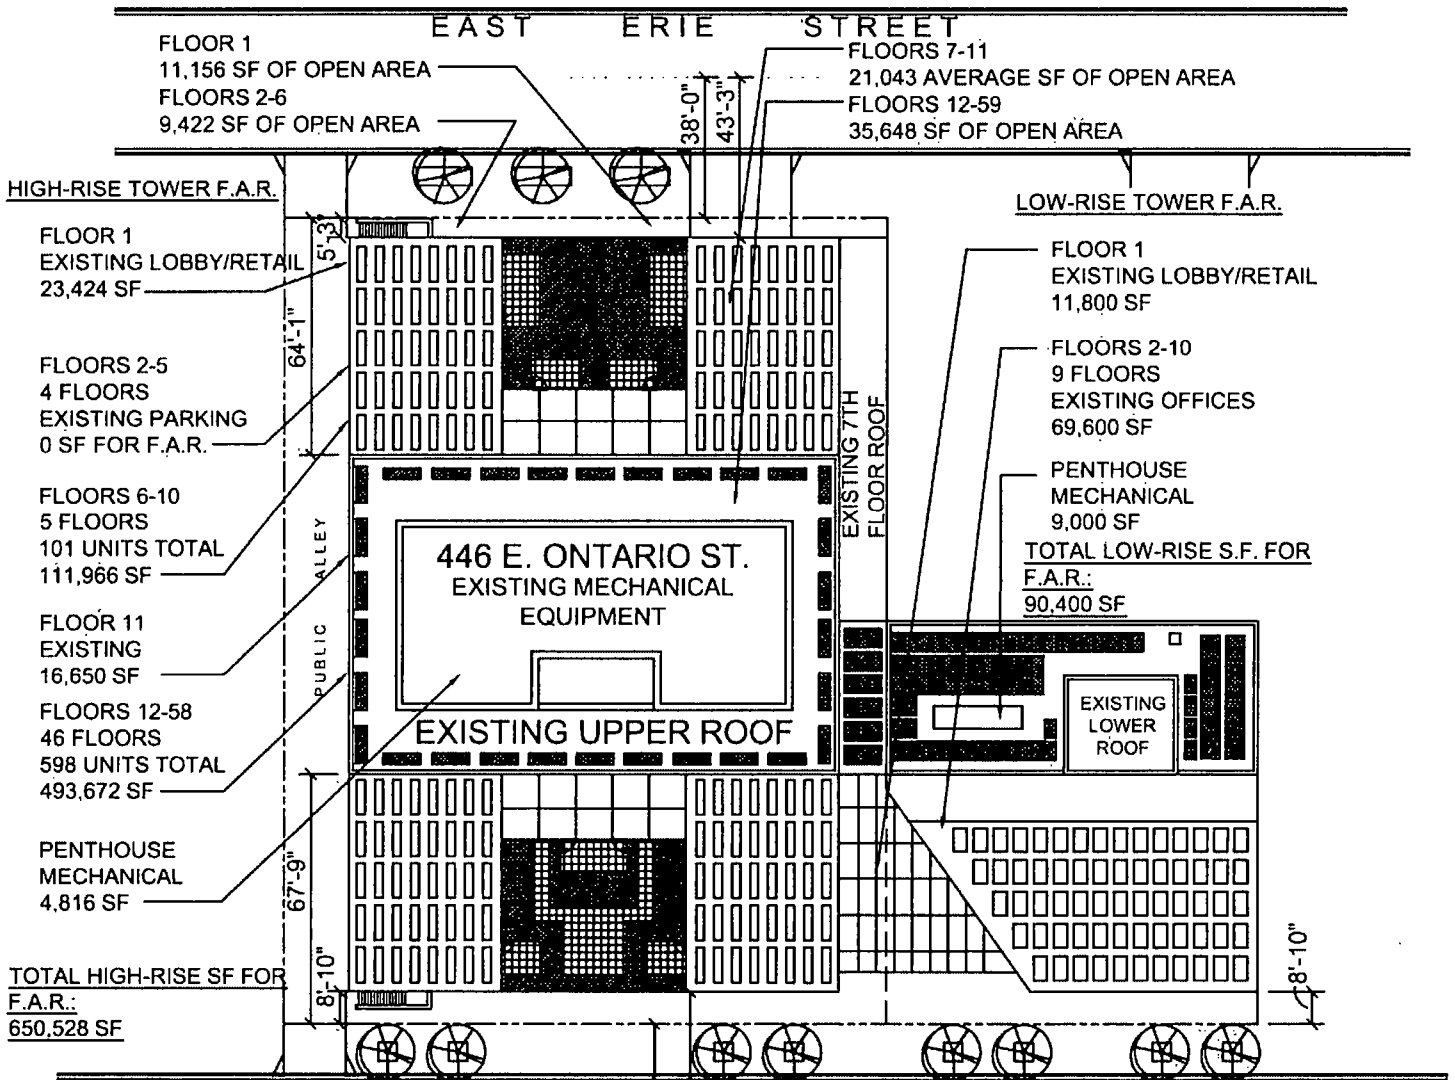 EAST ERIE STREET
FLOOR 1
11,156 SF OF OPEN AREA
FLOORS 2-6
9,422 SF OF OPEN AREA
FLOORS 7-11
21,043 AVERAGE SF OF OPEN AREA
FLOORS 12-59
35,648 SF OF OPEN AREA
38'-0"
43'-3"
HIGH-RISE TOWER F.A.R.
FLOOR 1
EXISTING LOBBY/RETAIL
23,424 SF
FLOORS 2-5
4 FLOORS
EXISTING PARKING
0 SF FOR F.A.R.
FLOORS 6-10
5 FLOORS
101 UNITS TOTAL
111,966 SF
FLOOR 11
EXISTING
16,650 SF
FLOORS 12-58
46 FLOORS
598 UNITS TOTAL
493,672 SF
PENTHOUSE
MECHANICAL
4,816 SF
TOTAL HIGH-RISE SF FOR
F.A.R.:
650,528 SF
5'-3"
64'-1"
PUBLIC ALLEY
67'-9"
8'-10"
446 E. ONTARIO ST.
EXISTING MECHANICAL
EQUIPMENT
EXISTING UPPER ROOF
EXISTING 7TH
FLOOR ROOF
LOW-RISE TOWER F.A.R.
FLOOR 1
EXISTING LOBBY/RETAIL
11,800 SF
FLOORS 2-10
9 FLOORS
EXISTING OFFICES
69,600 SF
PENTHOUSE
MECHANICAL
9,000 SF
TOTAL LOW-RISE S.F. FOR
F.A.R.:
90,400 SF
EXISTING
LOWER
ROOF
8'-10"